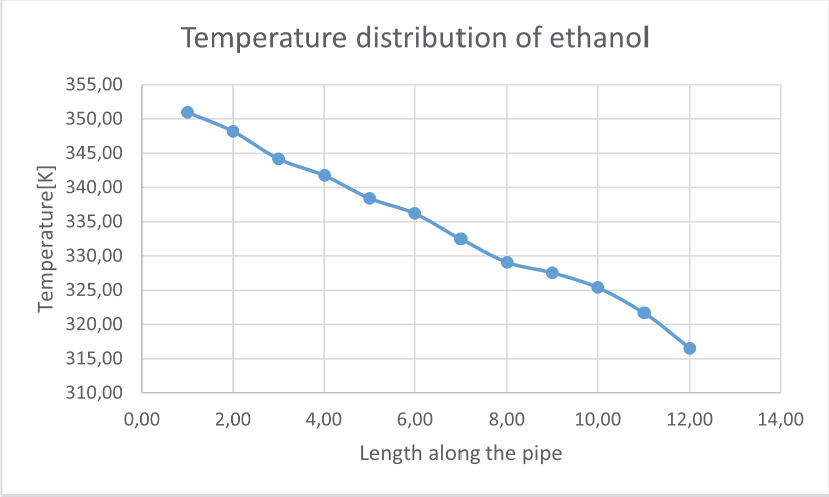 Temperature distribution of ethanol
355,00
350,00
345,00
340,00
335,00
330,00
325,00
320,00
315,00
310,00
Temperature[K]
0,00 2,00 4,00 6,00 8,00 10,00 12,00 14,00
Length along the pipe